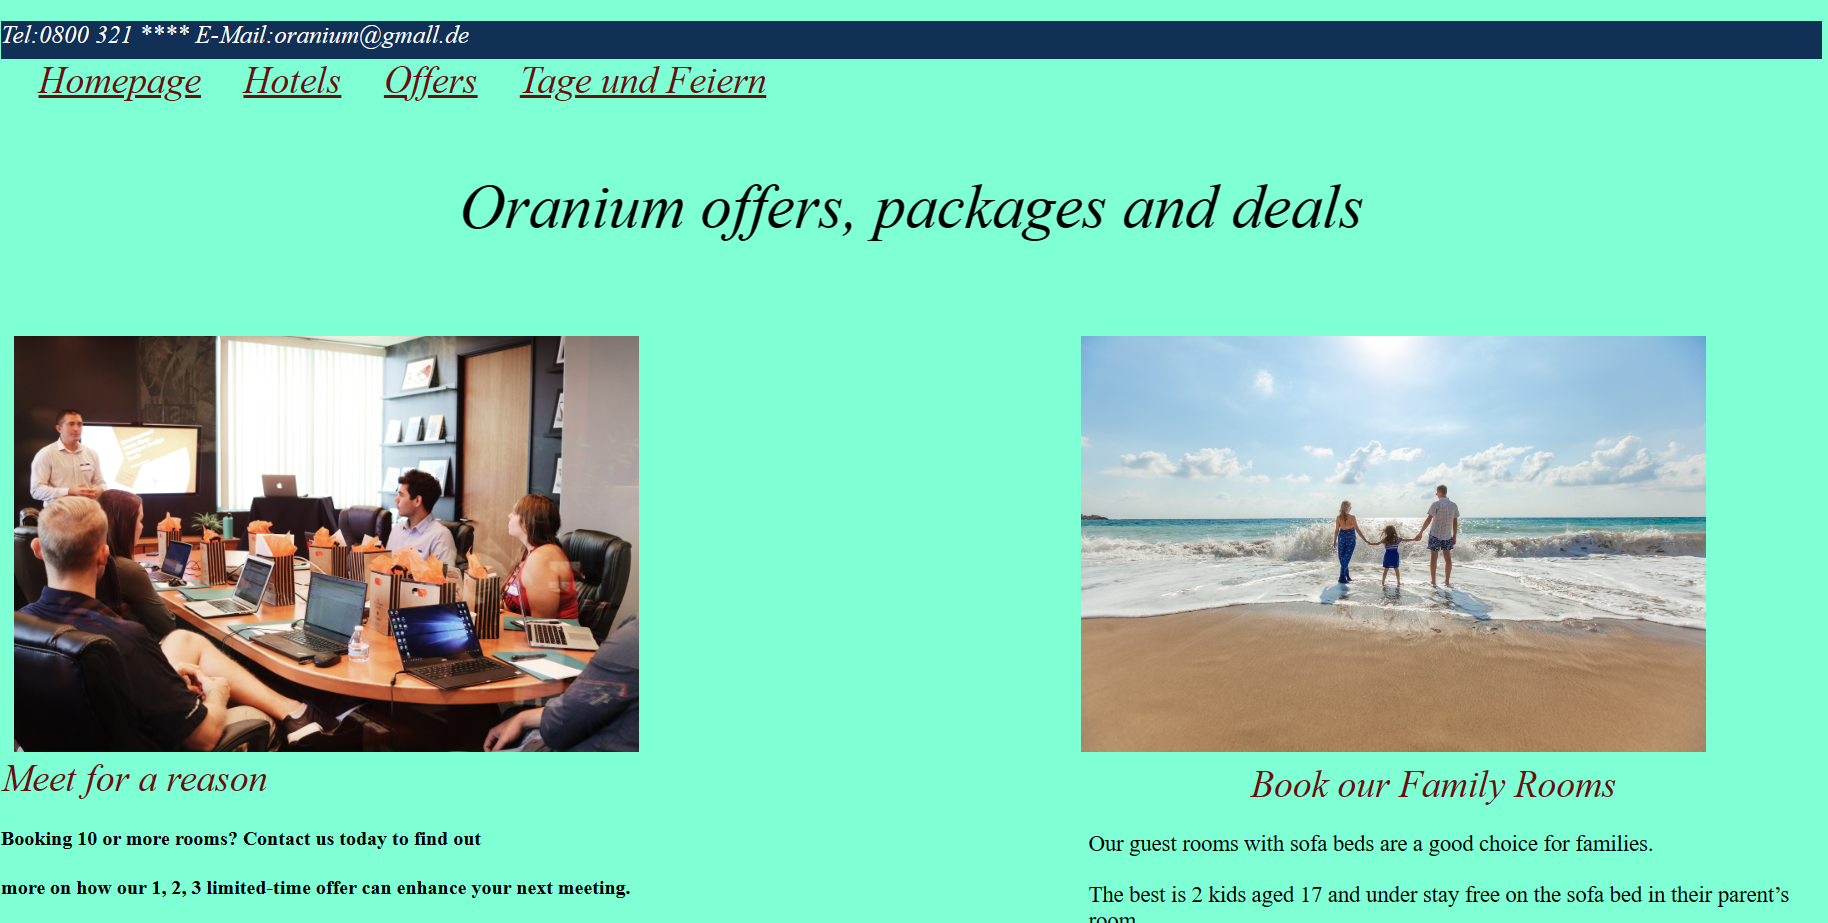 Tel:0800 321 **** E-Mail:oranium@gmall.de
Homepage Hotels Offers Tage und Feiern
Oranium offers, packages and deals
Meet for a reason
Booking 10 or more rooms? Contact us today to find out
more on how our 1, 2, 3 limited-time offer can enhance your next meeting.
Book our Family Rooms
Our guest rooms with sofa beds are a good choice for families.
The best is 2 kids aged 17 and under stay free on the sofa bed in their parent’s
room